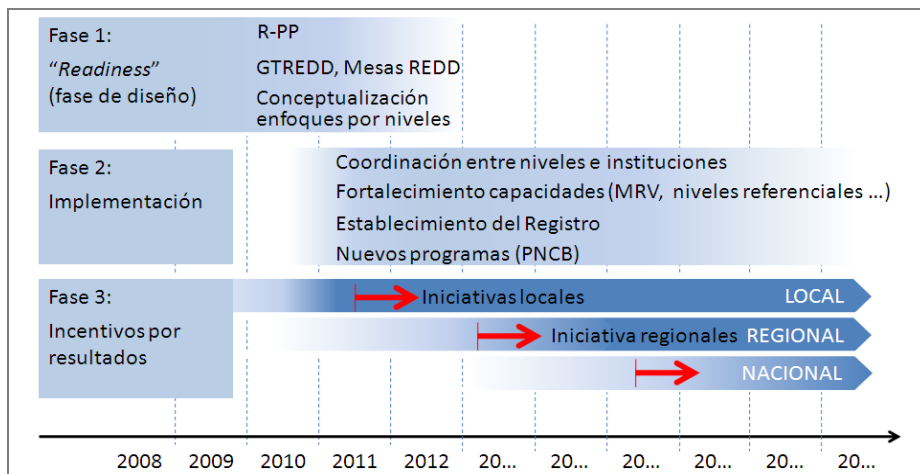 Fase 1:
“Readiness”
(fase de diseño)
R-PP
GTREDD, Mesas REDD
Conceptualización
enfoques por niveles
Fase 2:
Implementación
Coordinación entre niveles e instituciones
Fortalecimiento capacidades (MRV, niveles referenciales ...)
Establecimiento del Registro
Nuevos programas (PNCB)
Fase 3:
Incentivos por
resultados
Iniciativas locales LOCAL
Iniciativa regionales REGIONAL
NACIONAL
2008 2009 2010 2011 2012 20... 20... 20... 20... 20... 20...